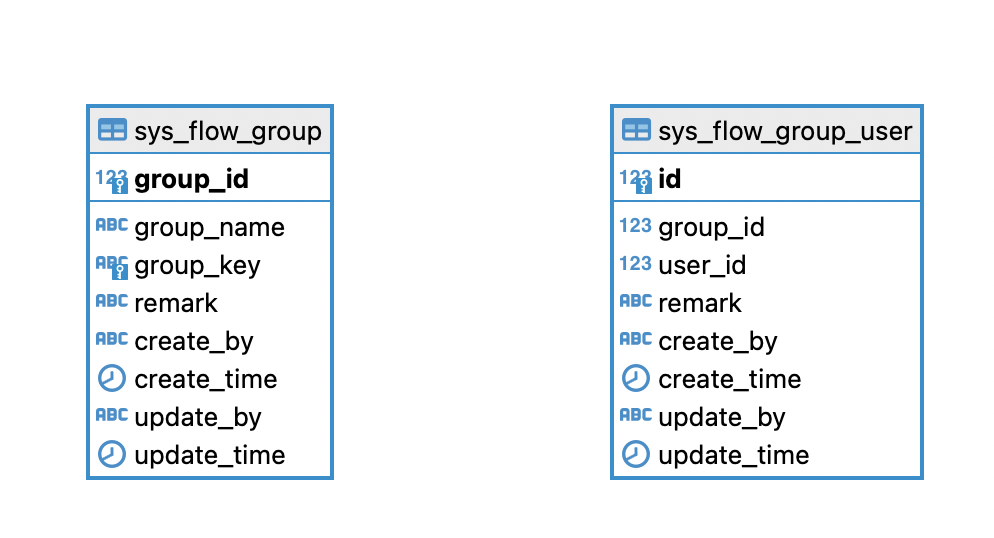 sys_flow_group
123 group_id
ABC group_name
ABC group_key
ABC remark
ABC create_by
create_time
ABC update_by
update_time
sys_flow_group_user
123 id
123 group_id
123 user_id
ABC remark
ABC create_by
create_time
ABC update_by
update_time